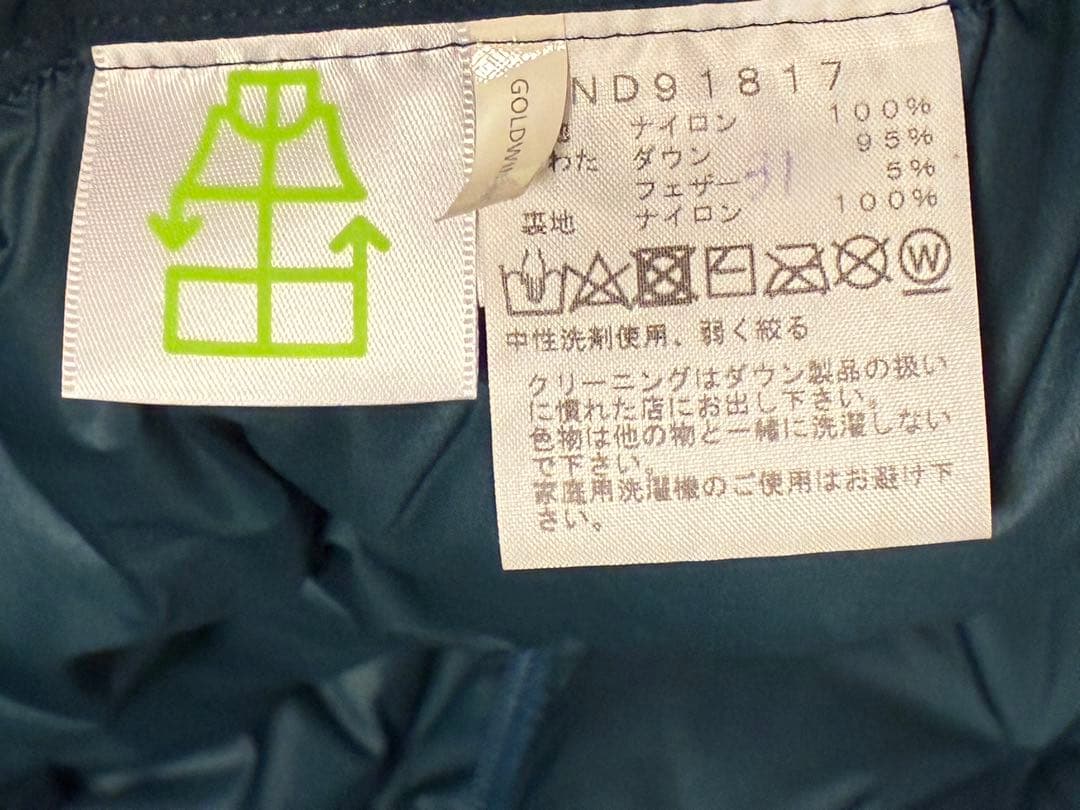 GOLDWIN
ND91817
地 ナイロン 100%
わた ダウン 95%
フェザー 5%
裏地 ナイロン 100%
W
中性洗剤使用、弱く絞る
クリーニングはダウン製品の扱い
に慣れた店にお出し下さい。
色物は他の物と一緒に洗濯しない
で下さい。
家庭用洗濯機のご使用はお避け下
さい。